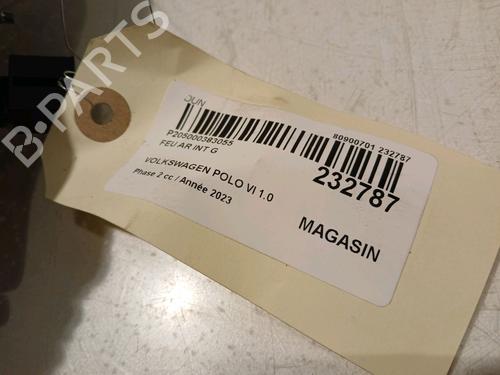 B-PARTS
DUN
P205000383055
FEU AR INT G
80900701 232787
232787
VOLKSWAGEN POLO VI 1.0
Phase 2 cc / Année 2023
MAGASIN